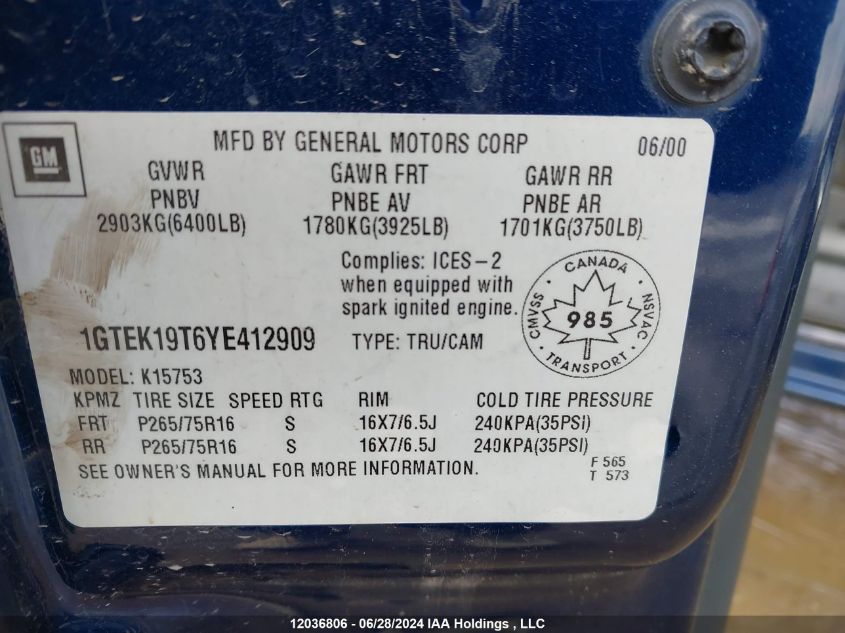 GM
MFD BY GENERAL MOTORS CORP 06/00
GVWR GAWR FRT GAWR RR
PNBV PNBE AV PNBE AR
2903KG(6400LB) 1780KG(3925LB) 1701KG(3750LB)
Complies: ICES-2
when equipped with
spark ignited engine.
CANADA
CMVSS 985 NSVAC
TRANSPORT
1GTEK19T6YE412909 TYPE: TRU/CAM
MODEL: K15753
KPMZ TIRE SIZE SPEED RTG RIM COLD TIRE PRESSURE
FRT P265/75R16 S 16X7/6.5J 240KPA(35PSI)
RR P265/75R16 S 16X7/6.5J 240KPA(35PSI)
SEE OWNER'S MANUAL FOR MORE INFORMATION.
F 565
T 573
12036806 - 06/28/2024 IAA Holdings , LLC